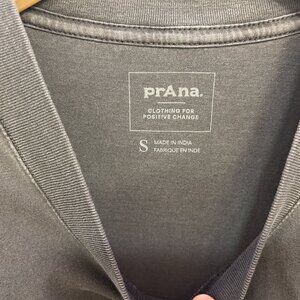 prAna.
CLOTHING FOR
POSITIVE CHANGE
S MADE IN INDIA
FABRIQUÉ EN INDE